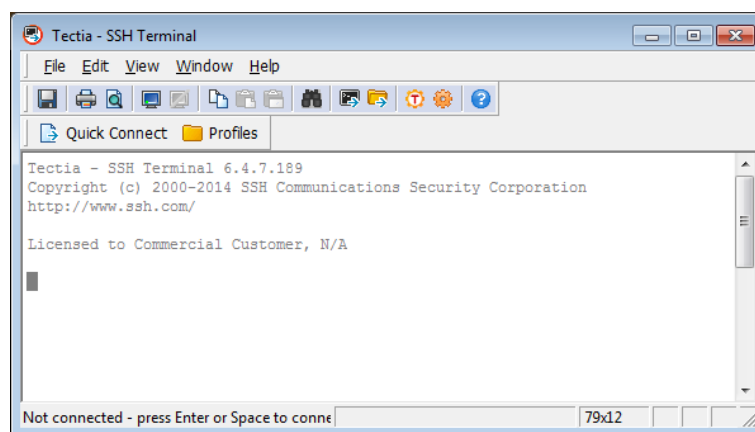 Tectia - SSH Terminal
File Edit View Window Help
Quick Connect Profiles
Tectia - SSH Terminal 6.4.7.189
Copyright (c) 2000-2014 SSH Communications Security Corporation
http://www.ssh.com/
Licensed to Commercial Customer, N/A
Not connected - press Enter or Space to conne 79x12